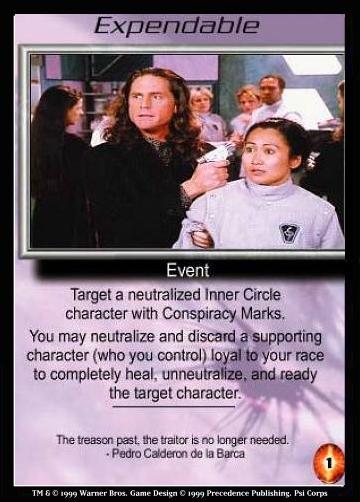 Expendable
Event
Target a neutralized Inner Circle
character with Conspiracy Marks.
You may neutralize and discard a supporting
character (who you control) loyal to your race
to completely heal, unneutralize, and ready
the target character.
The treason past, the traitor is no longer needed.
- Pedro Calderon de la Barca
1
TM & © 1999 Warner Bros. Game Design © 1999 Precedence Publishing. Psi Corps